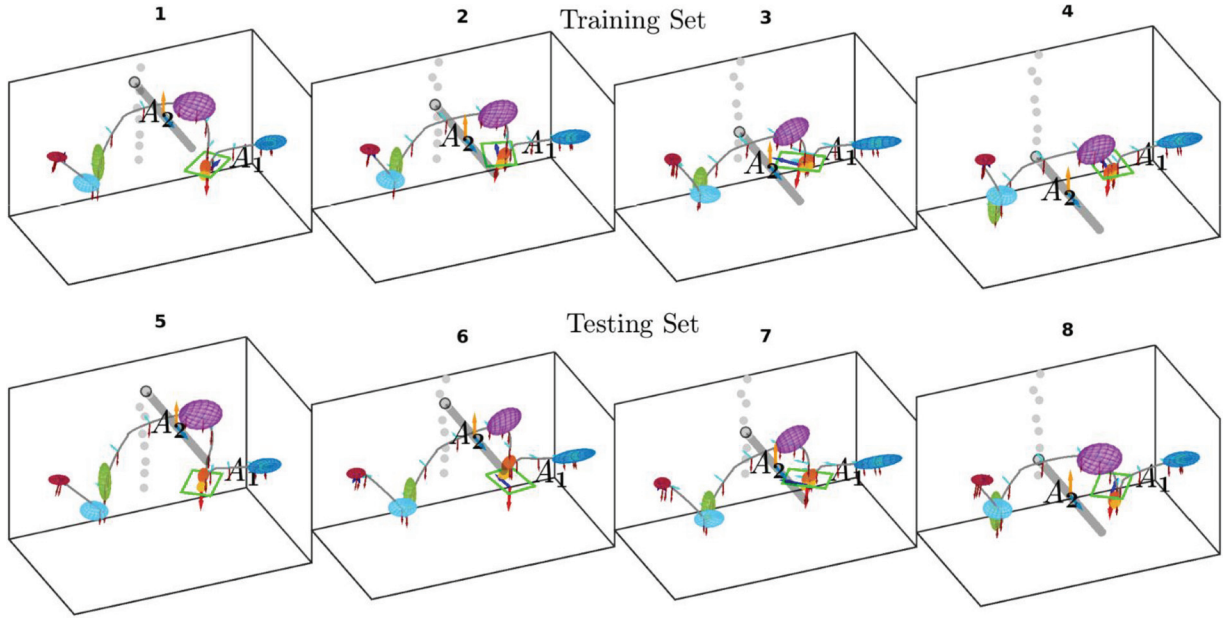 Training Set
1 2 3 4
A2 A1 A2 A1 A2 A1 A2 A1
Testing Set
5 6 7 8
A2 A1 A2 A1 A2 A1 A2 A1